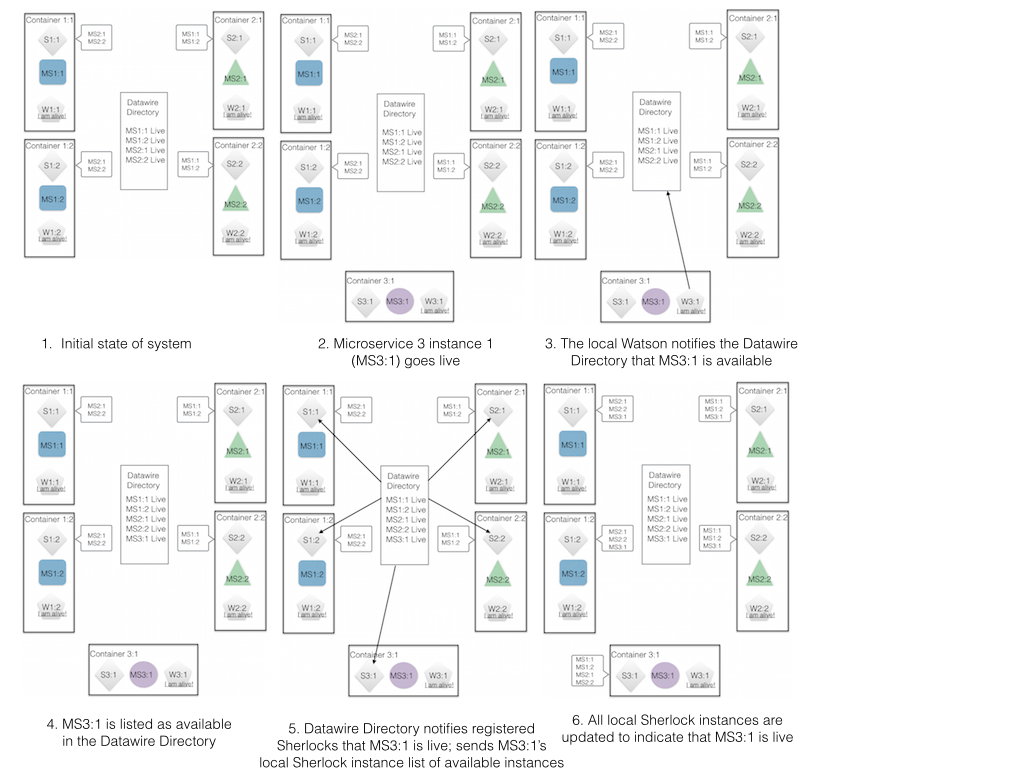 Container 1:1
S1:1
MS2:1
MS2:2
MS1:1
W1:1
I am alive!
Container 1:2
S1:2
MS2:1
MS2:2
MS1:2
W1:2
I am alive!
Datawire
Directory
MS1:1 Live
MS1:2 Live
MS2:1 Live
MS2:2 Live
Container 2:1
MS1:1
MS1:2
S2:1
MS2:1
W2:1
I am alive!
Container 2:2
MS1:1
MS1:2
S2:2
MS2:2
W2:2
I am alive!
1. Initial state of system
Container 1:1
S1:1
MS2:1
MS2:2
MS1:1
W1:1
I am alive!
Container 1:2
S1:2
MS2:1
MS2:2
MS1:2
W1:2
I am alive!
Datawire
Directory
MS1:1 Live
MS1:2 Live
MS2:1 Live
MS2:2 Live
Container 2:1
MS1:1
MS1:2
S2:1
MS2:1
W2:1
I am alive!
Container 2:2
MS1:1
MS1:2
S2:2
MS2:2
W2:2
I am alive!
Container 3:1
S3:1
MS3:1
W3:1
I am alive!
2. Microservice 3 instance 1
(MS3:1) goes live
Container 1:1
S1:1
MS2:1
MS2:2
MS1:1
W1:1
I am alive!
Container 1:2
S1:2
MS2:1
MS2:2
MS1:2
W1:2
I am alive!
Datawire
Directory
MS1:1 Live
MS1:2 Live
MS2:1 Live
MS2:2 Live
Container 2:1
MS1:1
MS1:2
S2:1
MS2:1
W2:1
I am alive!
Container 2:2
MS1:1
MS1:2
S2:2
MS2:2
W2:2
I am alive!
Container 3:1
S3:1
MS3:1
W3:1
I am alive!
3. The local Watson notifies the Datawire
Directory that MS3:1 is available
Container 1:1
S1:1
MS2:1
MS2:2
MS1:1
W1:1
I am alive!
Container 1:2
S1:2
MS2:1
MS2:2
MS1:2
W1:2
I am alive!
Datawire
Directory
MS1:1 Live
MS1:2 Live
MS2:1 Live
MS2:2 Live
MS3:1 Live
Container 2:1
MS1:1
MS1:2
S2:1
MS2:1
W2:1
I am alive!
Container 2:2
MS1:1
MS1:2
S2:2
MS2:2
W2:2
I am alive!
Container 3:1
S3:1
MS3:1
W3:1
I am alive!
4. MS3:1 is listed as available
in the Datawire Directory
Container 1:1
S1:1
MS2:1
MS2:2
MS1:1
W1:1
I am alive!
Container 1:2
S1:2
MS2:1
MS2:2
MS1:2
W1:2
I am alive!
Datawire
Directory
MS1:1 Live
MS1:2 Live
MS2:1 Live
MS2:2 Live
MS3:1 Live
Container 2:1
MS1:1
MS1:2
S2:1
MS2:1
W2:1
I am alive!
Container 2:2
MS1:1
MS1:2
S2:2
MS2:2
W2:2
I am alive!
Container 3:1
S3:1
MS3:1
W3:1
I am alive!
5. Datawire Directory notifies registered
Sherlocks that MS3:1 is live; sends MS3:1's
local Sherlock instance list of available instances
Container 1:1
S1:1
MS2:1
MS2:2
MS3:1
MS1:1
W1:1
I am alive!
Container 1:2
S1:2
MS2:1
MS2:2
MS3:1
MS1:2
W1:2
I am alive!
Datawire
Directory
MS1:1 Live
MS1:2 Live
MS2:1 Live
MS2:2 Live
MS3:1 Live
Container 2:1
MS1:1
MS1:2
MS3:1
S2:1
MS2:1
W2:1
I am alive!
Container 2:2
MS1:1
MS1:2
MS3:1
S2:2
MS2:2
W2:2
I am alive!
MS1:1
MS1:2
MS2:1
MS2:2
Container 3:1
S3:1
MS3:1
W3:1
I am alive!
6. All local Sherlock instances are
updated to indicate that MS3:1 is live